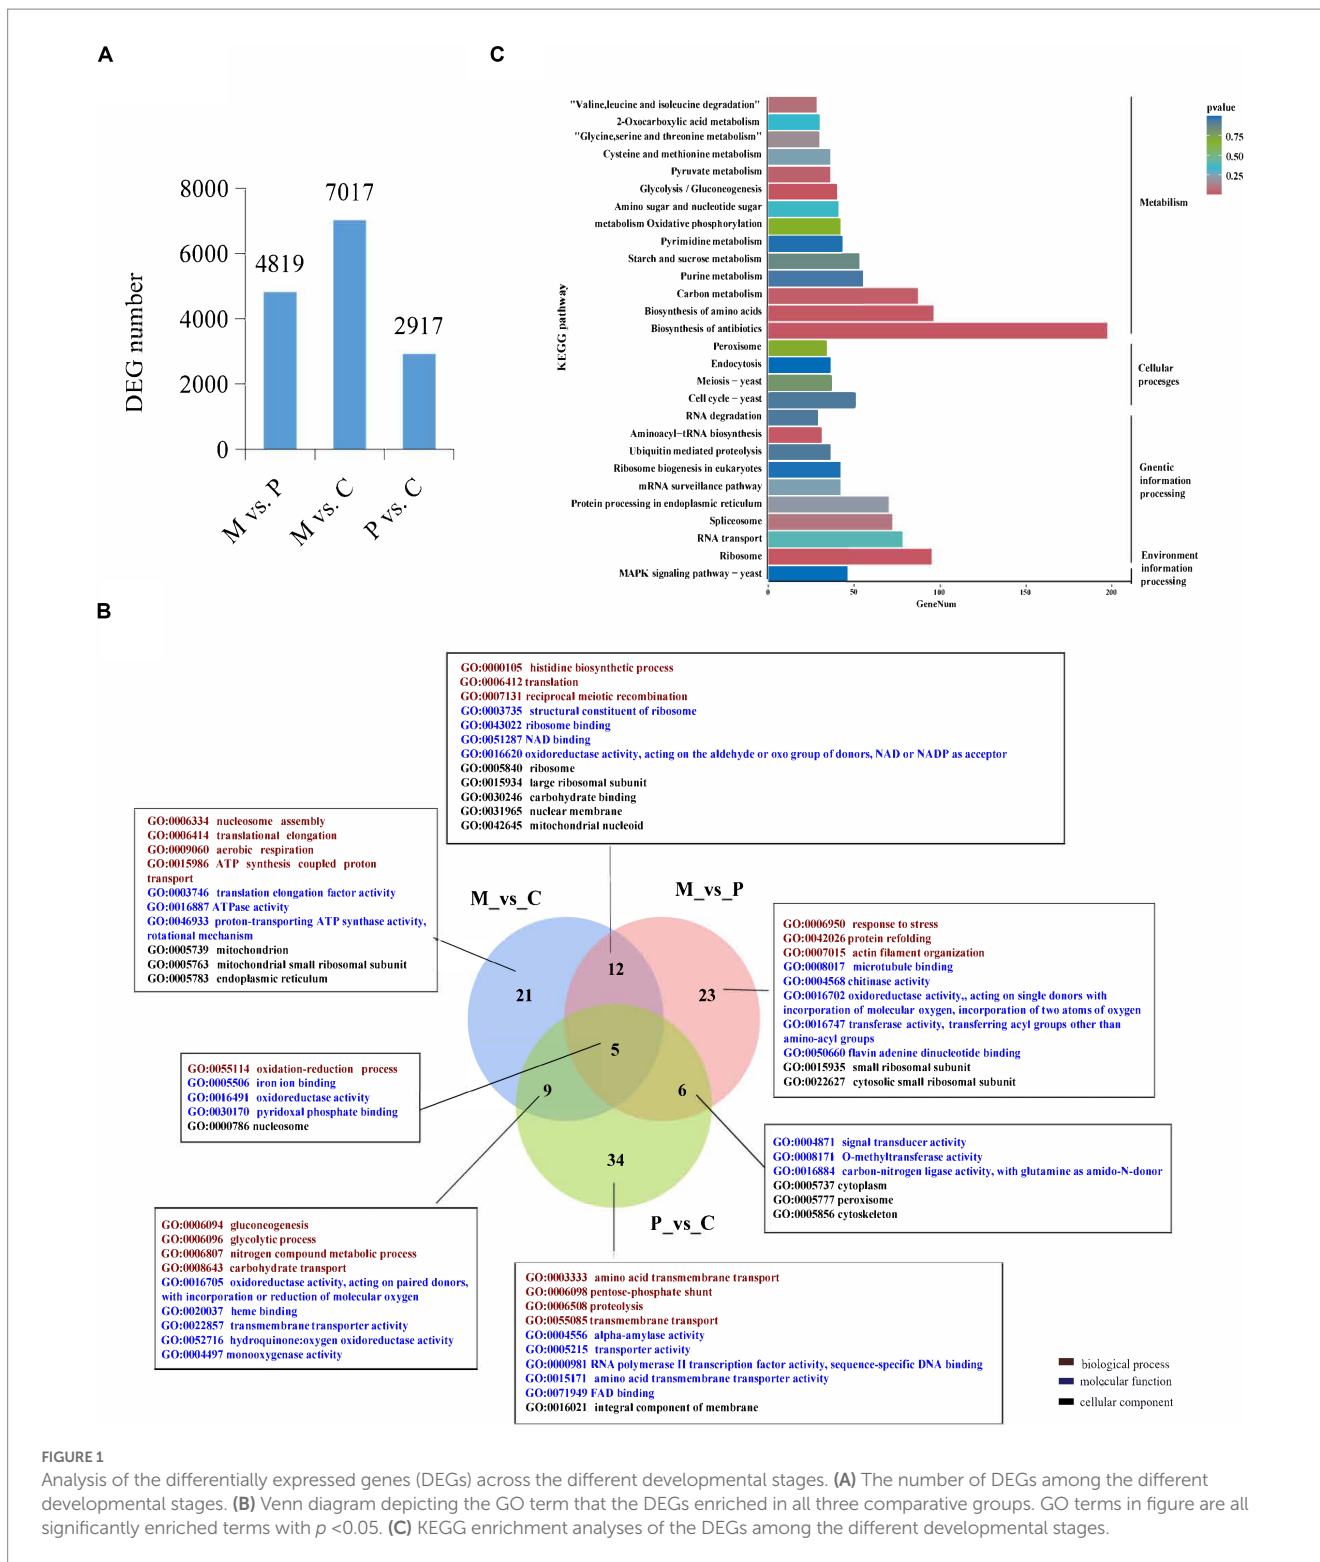 A
8000
6000
4000
2000
0
DEG number
4819
7017
2917
M vs. P
M vs. C
P vs. C
C
KEGG pathway
"Valine,leucine and isoleucine degradation"
2-Oxocarboxylic acid metabolism
"Glycine,serine and threonine metabolism"
Cysteine and methionine metabolism
Pyruvate metabolism
Glycolysis / Gluconeogenesis
Amino sugar and nucleotide sugar
metabolism Oxidative phosphorylation
Pyrimidine metabolism
Starch and sucrose metabolism
Purine metabolism
Carbon metabolism
Biosynthesis of amino acids
Biosynthesis of antibiotics
Peroxisome
Endocytosis
Meiosis − yeast
Cell cycle − yeast
RNA degradation
Aminoacyl−tRNA biosynthesis
Ubiquitin mediated proteolysis
Ribosome biogenesis in eukaryotes
mRNA surveillance pathway
Protein processing in endoplasmic reticulum
Spliceosome
RNA transport
Ribosome
MAPK signaling pathway − yeast
0 50 100 150 200
GeneNum
Metabilism
Cellular
procesges
Gnentic
information
processing
Environment
information
processing
pvalue
0.75
0.50
0.25
B
GO:0000105 histidine biosynthetic process
GO:0006412 translation
GO:0007131 reciprocal meiotic recombination
GO:0003735 structural constituent of ribosome
GO:0043022 ribosome binding
GO:0051287 NAD binding
GO:0016620 oxidoreductase activity, acting on the aldehyde or oxo group of donors, NAD or NADP as acceptor
GO:0005840 ribosome
GO:0015934 large ribosomal subunit
GO:0030246 carbohydrate binding
GO:0031965 nuclear membrane
GO:0042645 mitochondrial nucleoid
GO:0006334 nucleosome assembly
GO:0006414 translational elongation
GO:0009060 aerobic respiration
GO:0015986 ATP synthesis coupled proton
transport
GO:0003746 translation elongation factor activity
GO:0016887 ATPase activity
GO:0046933 proton-transporting ATP synthase activity,
rotational mechanism
GO:0005739 mitochondrion
GO:0005763 mitochondrial small ribosomal subunit
GO:0005783 endoplasmic reticulum
M_vs_C
M_vs_P
P_vs_C
12
21
23
5
9
6
34
GO:0006950 response to stress
GO:0042026 protein refolding
GO:0007015 actin filament organization
GO:0008017 microtubule binding
GO:0004568 chitinase activity
GO:0016702 oxidoreductase activity,, acting on single donors with
incorporation of molecular oxygen, incorporation of two atoms of oxygen
GO:0016747 transferase activity, transferring acyl groups other than
amino-acyl groups
GO:0050660 flavin adenine dinucleotide binding
GO:0015935 small ribosomal subunit
GO:0022627 cytosolic small ribosomal subunit
GO:0055114 oxidation-reduction process
GO:0005506 iron ion binding
GO:0016491 oxidoreductase activity
GO:0030170 pyridoxal phosphate binding
GO:0000786 nucleosome
GO:0004871 signal transducer activity
GO:0008171 O-methyltransferase activity
GO:0016884 carbon-nitrogen ligase activity, with glutamine as amido-N-donor
GO:0005737 cytoplasm
GO:0005777 peroxisome
GO:0005856 cytoskeleton
GO:0006094 gluconeogenesis
GO:0006096 glycolytic process
GO:0006807 nitrogen compound metabolic process
GO:0008643 carbohydrate transport
GO:0016705 oxidoreductase activity, acting on paired donors,
with incorporation or reduction of molecular oxygen
GO:0020037 heme binding
GO:0022857 transmembrane transporter activity
GO:0052716 hydroquinone:oxygen oxidoreductase activity
GO:0004497 monooxygenase activity
GO:0003333 amino acid transmembrane transport
GO:0006098 pentose-phosphate shunt
GO:0006508 proteolysis
GO:0055085 transmembrane transport
GO:0004556 alpha-amylase activity
GO:0005215 transporter activity
GO:0000981 RNA polymerase II transcription factor activity, sequence-specific DNA binding
GO:0015171 amino acid transmembrane transporter activity
GO:0071949 FAD binding
GO:0016021 integral component of membrane
biological process
molecular function
cellular component
FIGURE 1
Analysis of the differentially expressed genes (DEGs) across the different developmental stages. (A) The number of DEGs among the different
developmental stages. (B) Venn diagram depicting the GO term that the DEGs enriched in all three comparative groups. GO terms in figure are all
significantly enriched terms with p <0.05. (C) KEGG enrichment analyses of the DEGs among the different developmental stages.